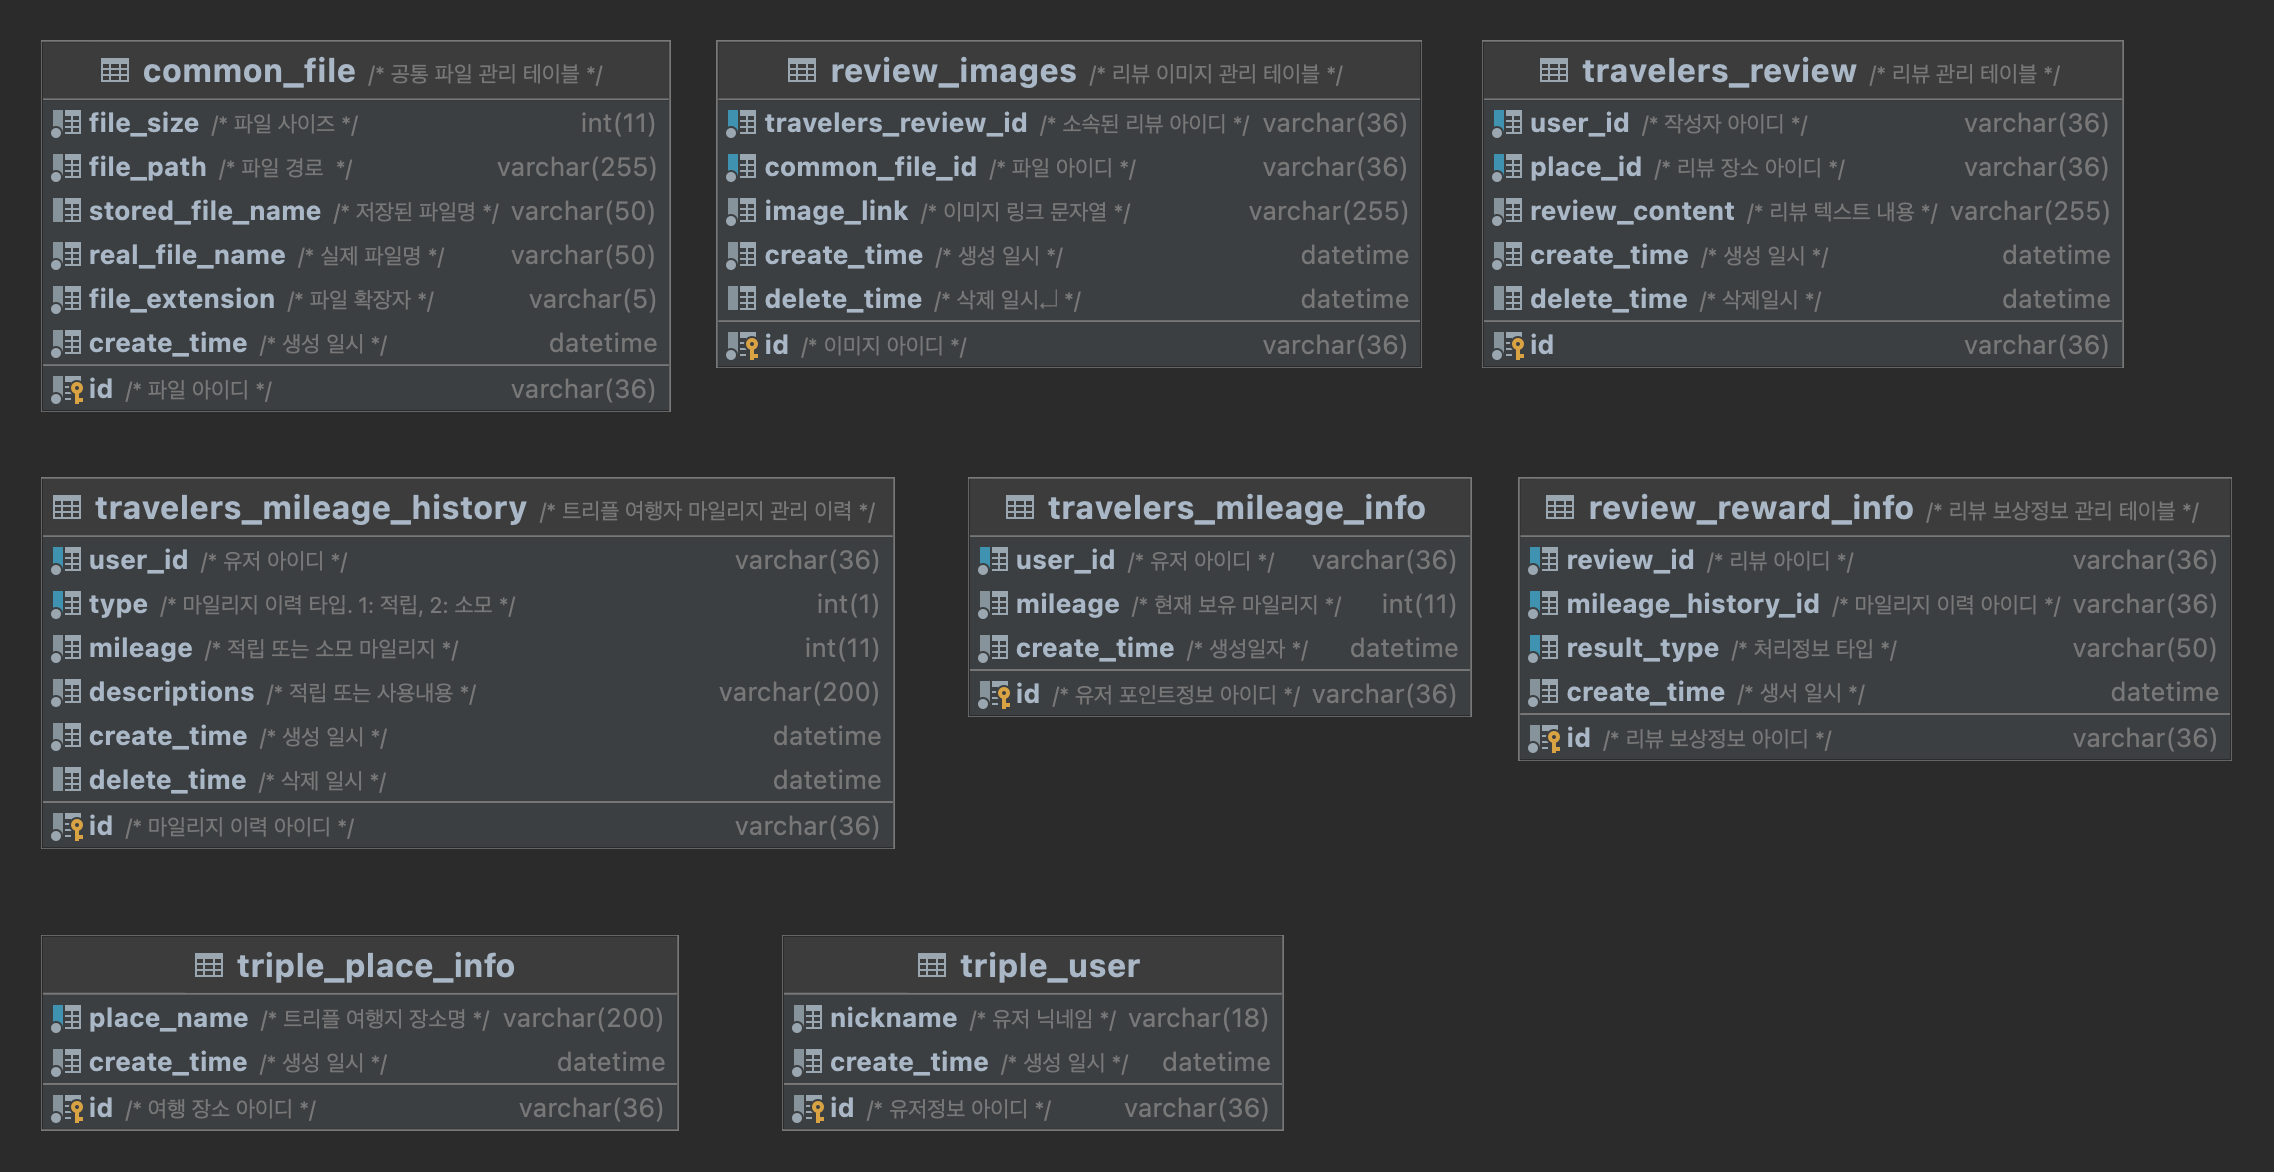 common_file /* 공통 파일 관리 테이블 */
file_size /* 파일 사이즈 */ int(11)
file_path /* 파일 경로  */ varchar(255)
stored_file_name /* 저장된 파일명 */ varchar(50)
real_file_name /* 실제 파일명 */ varchar(50)
file_extension /* 파일 확장자 */ varchar(5)
create_time /* 생성 일시 */ datetime
id /* 파일 아이디 */ varchar(36)
review_images /* 리뷰 이미지 관리 테이블 */
travelers_review_id /* 소속된 리뷰 아이디 */ varchar(36)
common_file_id /* 파일 아이디 */ varchar(36)
image_link /* 이미지 링크 문자열 */ varchar(255)
create_time /* 생성 일시 */ datetime
delete_time /* 삭제 일시↵ */ datetime
id /* 이미지 아이디 */ varchar(36)
travelers_review /* 리뷰 관리 테이블 */
user_id /* 작성자 아이디 */ varchar(36)
place_id /* 리뷰 장소 아이디 */ varchar(36)
review_content /* 리뷰 텍스트 내용 */ varchar(255)
create_time /* 생성 일시 */ datetime
delete_time /* 삭제일시 */ datetime
id varchar(36)
travelers_mileage_history /* 트리플 여행자 마일리지 관리 이력 */
user_id /* 유저 아이디 */ varchar(36)
type /* 마일리지 이력 타입. 1: 적립, 2: 소모 */ int(1)
mileage /* 적립 또는 소모 마일리지 */ int(11)
descriptions /* 적립 또는 사용내용 */ varchar(200)
create_time /* 생성 일시 */ datetime
delete_time /* 삭제 일시 */ datetime
id /* 마일리지 이력 아이디 */ varchar(36)
travelers_mileage_info
user_id /* 유저 아이디 */ varchar(36)
mileage /* 현재 보유 마일리지 */ int(11)
create_time /* 생성일자 */ datetime
id /* 유저 포인트정보 아이디 */ varchar(36)
review_reward_info /* 리뷰 보상정보 관리 테이블 */
review_id /* 리뷰 아이디 */ varchar(36)
mileage_history_id /* 마일리지 이력 아이디 */ varchar(36)
result_type /* 처리정보 타입 */ varchar(50)
create_time /* 생서 일시 */ datetime
id /* 리뷰 보상정보 아이디 */ varchar(36)
triple_place_info
place_name /* 트리플 여행지 장소명 */ varchar(200)
create_time /* 생성 일시 */ datetime
id /* 여행 장소 아이디 */ varchar(36)
triple_user
nickname /* 유저 닉네임 */ varchar(18)
create_time /* 생성 일시 */ datetime
id /* 유저정보 아이디 */ varchar(36)